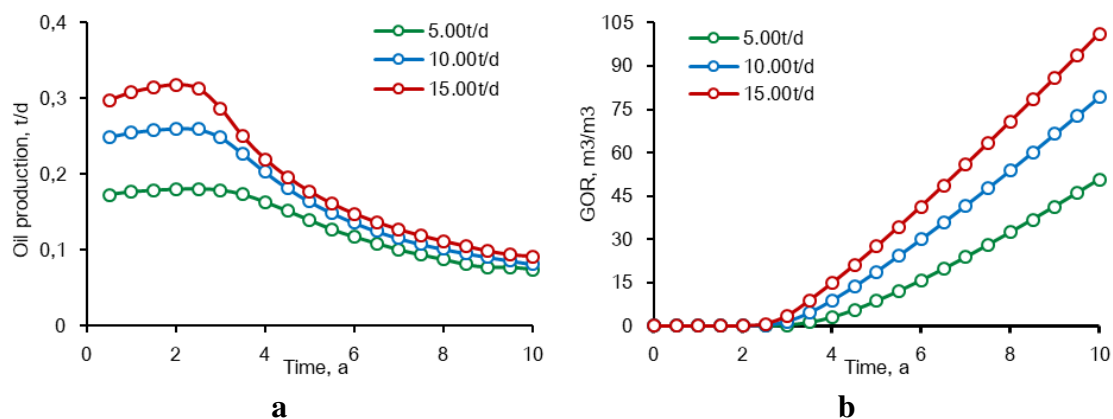 0,4
0,3
0,2
0,1
0
Oil production, t/d
5.00t/d
10.00t/d
15.00t/d
0 2 4 6 8 10
Time, a
a
105
90
75
60
45
30
15
0
GOR, m3/m3
5.00t/d
10.00t/d
15.00t/d
0 2 4 6 8 10
Time, a
b